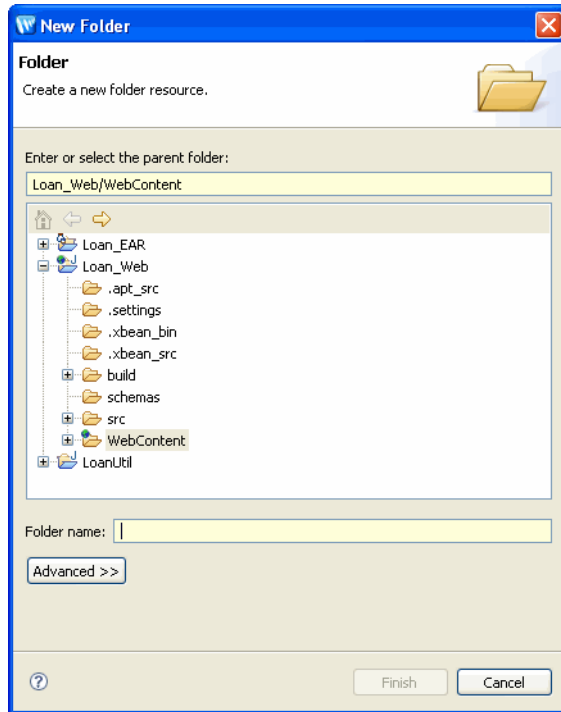 New Folder
Folder
Create a new folder resource.
Enter or select the parent folder:
Loan_Web/WebContent
Loan_EAR
Loan_Web
.apt_src
.settings
.xbean_bin
.xbean_src
build
schemas
src
WebContent
LoanUtil
Folder name:
Advanced >>
Finish Cancel